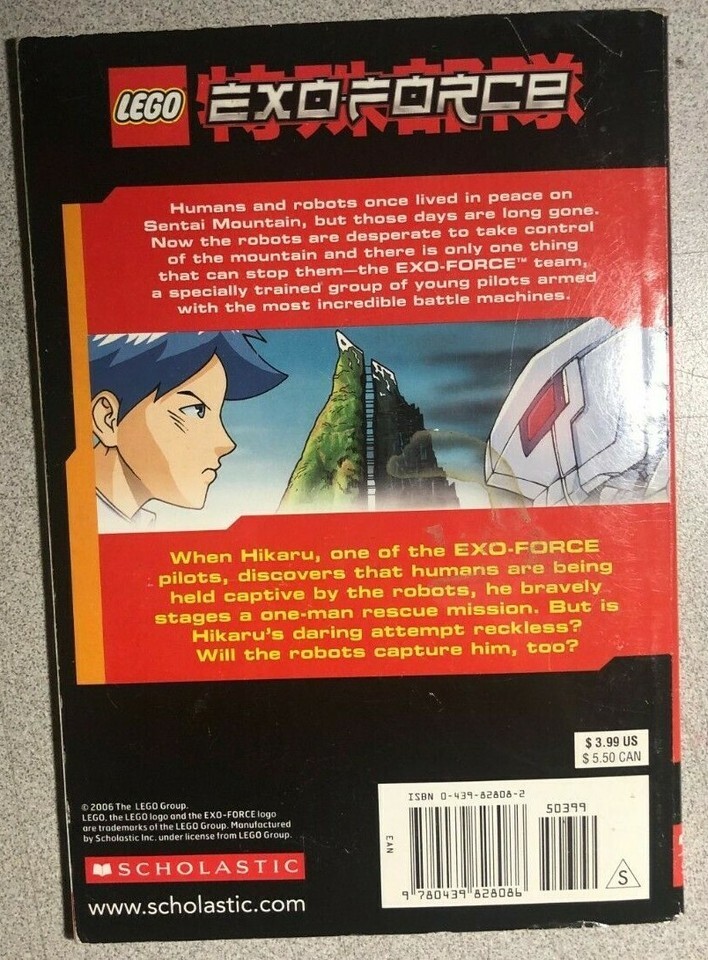 LEGO
特殊部隊
EXO-FORCE
Humans and robots once lived in peace on
Sentai Mountain, but those days are long gone.
Now the robots are desperate to take control
of the mountain and there is only one thing
that can stop them—the EXO-FORCE™ team,
a specially trained group of young pilots armed
with the most incredible battle machines.
When Hikaru, one of the EXO-FORCE
pilots, discovers that humans are being
held captive by the robots, he bravely
stages a one-man rescue mission. But is
Hikaru's daring attempt reckless?
Will the robots capture him, too?
$ 3.99 US
$ 5.50 CAN
© 2006 The LEGO Group.
LEGO, the LEGO logo and the EXO-FORCE logo
are trademarks of the LEGO Group. Manufactured
by Scholastic Inc. under license from LEGO Group.
SCHOLASTIC
www.scholastic.com
ISBN 0-439-82808-2
50399
EAN
9 780439 828086
S